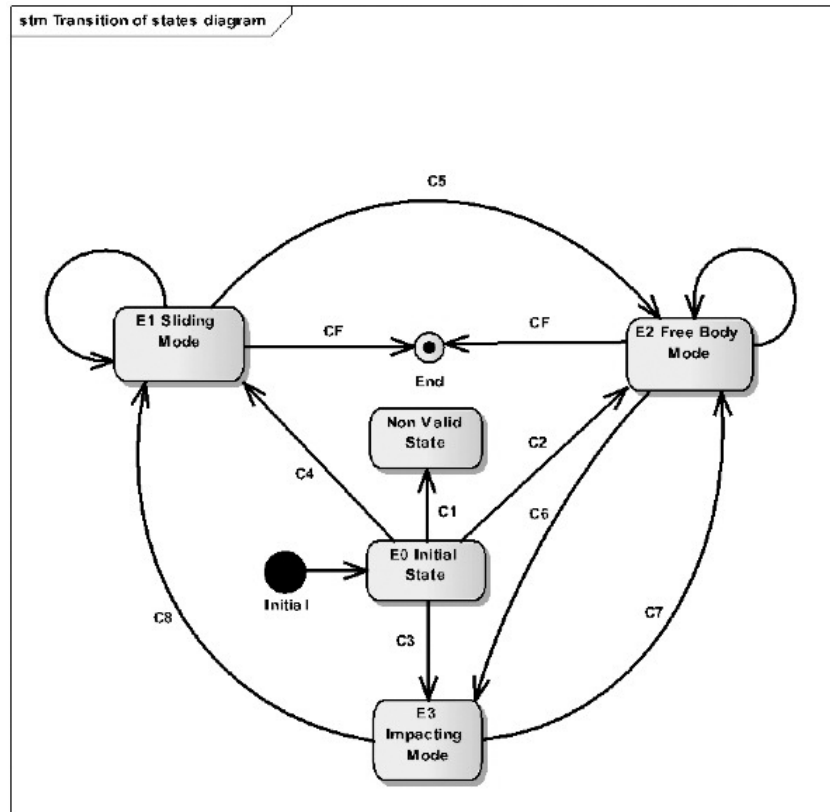 stm Transition of states diagram
C5
E1 Sliding
Mode
CF
CF
E2 Free Body
Mode
End
Non Valid
State
C4
C2
C1
C6
E0 Initial
State
Initial
C8
C3
C7
E3
Impacting
Mode